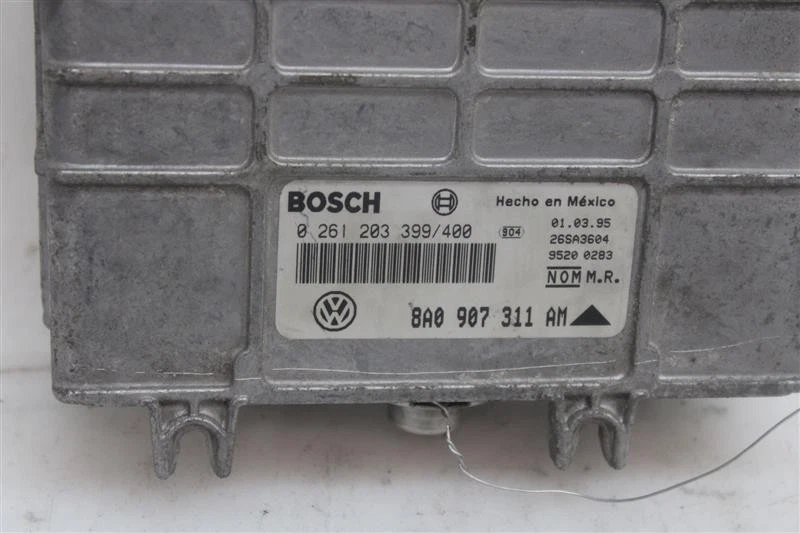 BOSCH
Hecho en México
0 261 203 399/400
904
01.03.95
26SA3604
9520 0283
NOM M.R.
VW
8A0 907 311 AM